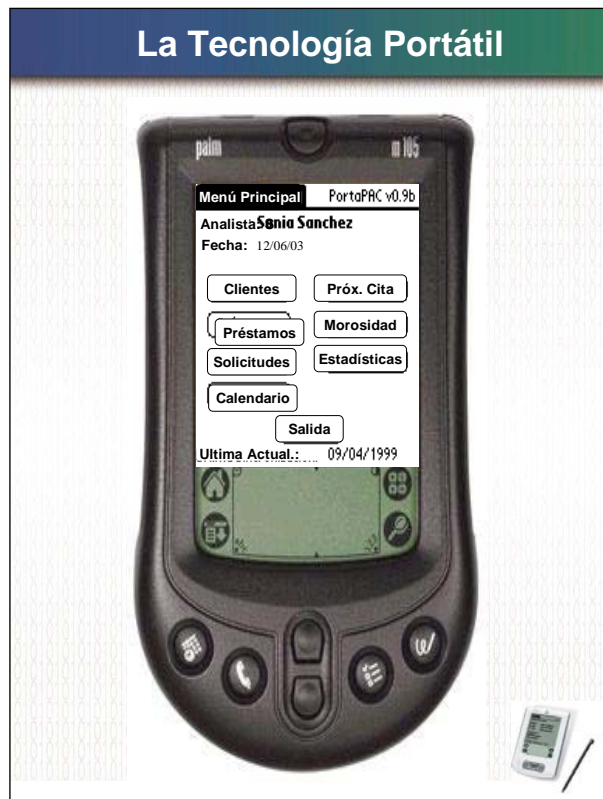 La Tecnología Portátil
palm m105
Menú Principal PortaPAC v0.9b
Analista: Sonia Sanchez
Fecha: 12/06/03
Clientes Próx. Cita
Préstamos Morosidad
Solicitudes Estadísticas
Calendario
Salida
Ultima Actual.: 09/04/1999